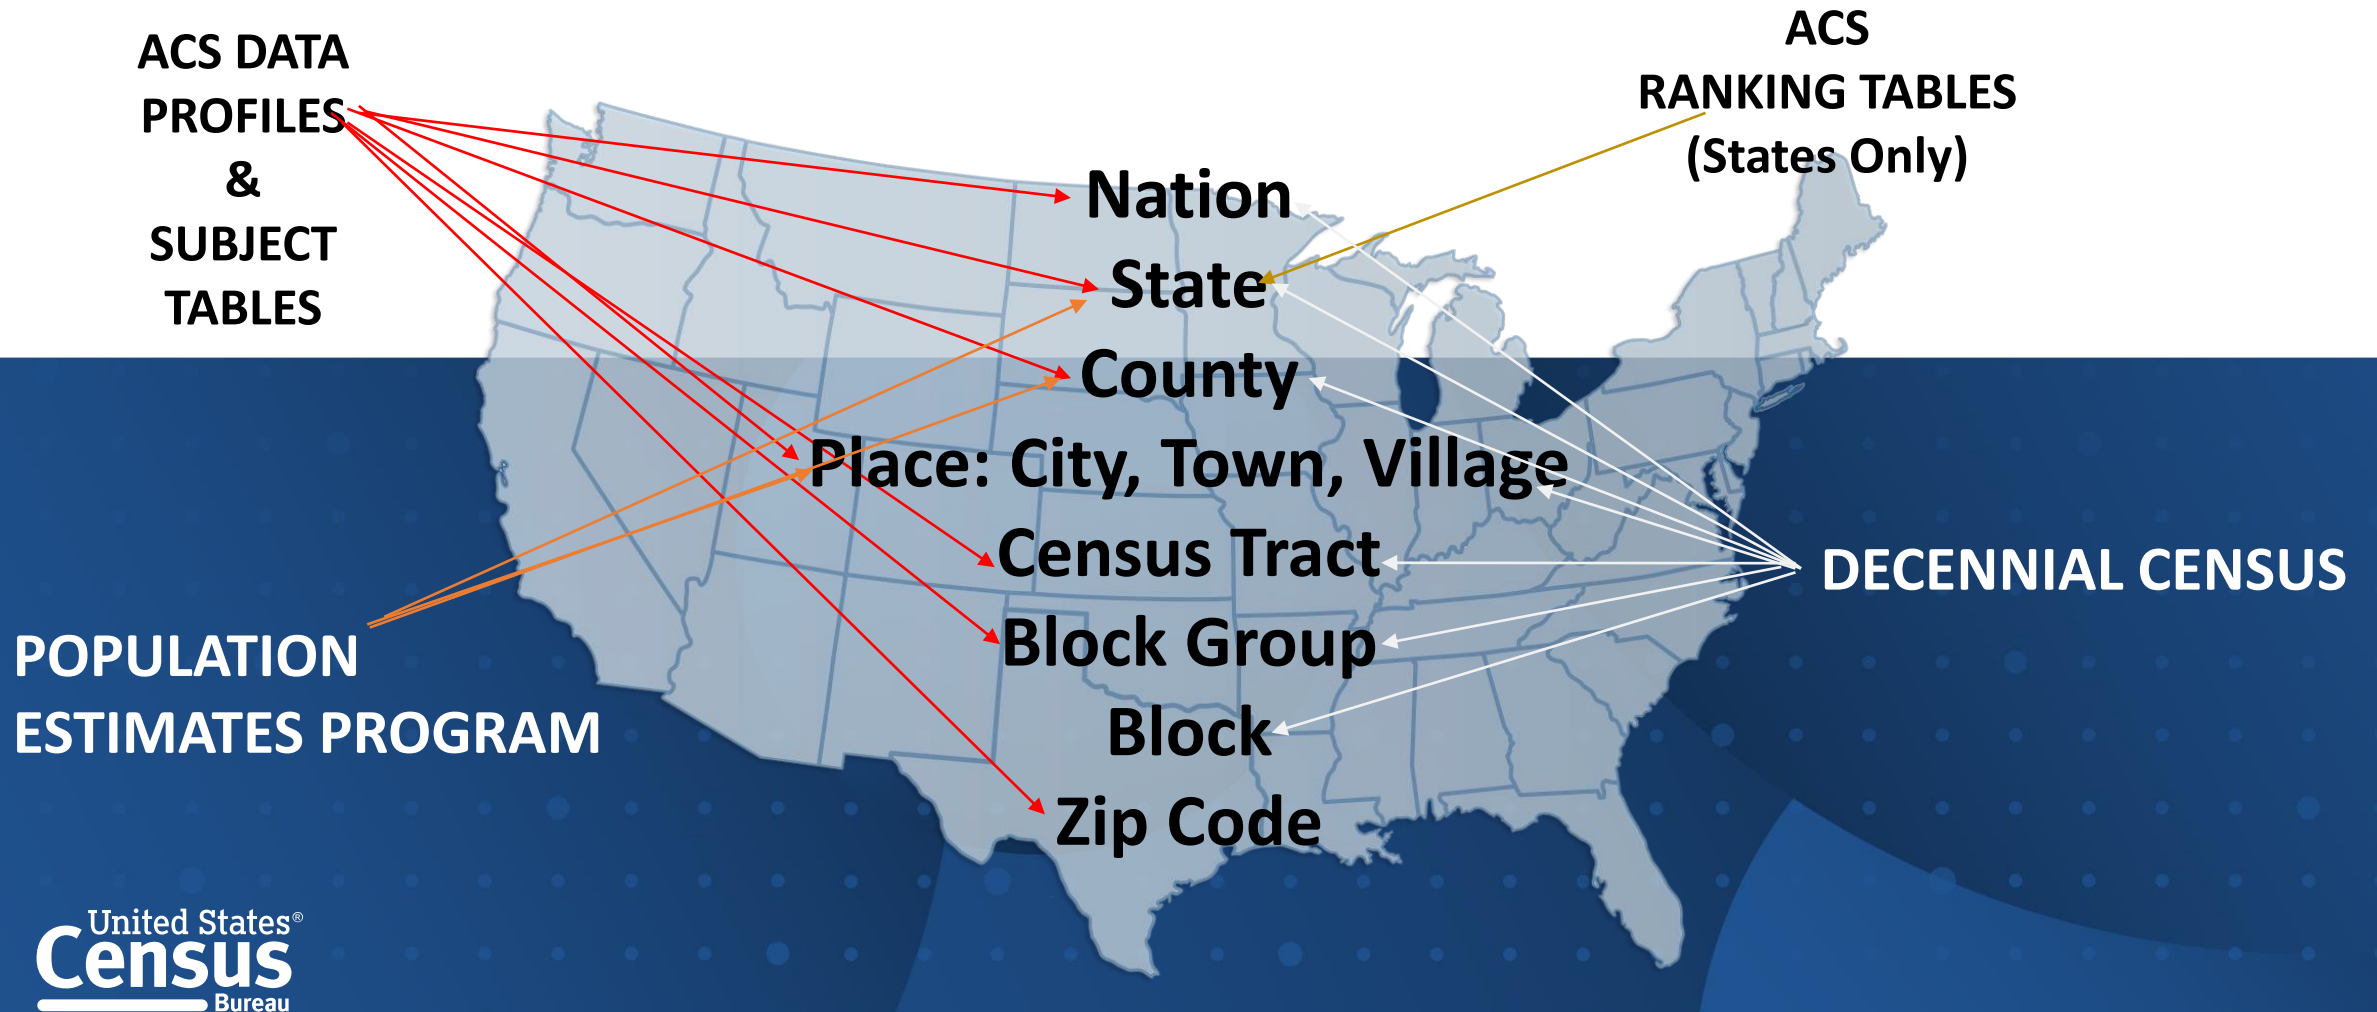 ACS DATA
PROFILES
&
SUBJECT
TABLES
ACS
RANKING TABLES
(States Only)
Nation
State
County
Place: City, Town, Village
Census Tract
Block Group
Block
Zip Code
DECENNIAL CENSUS
POPULATION
ESTIMATES PROGRAM
United States®
Census
Bureau